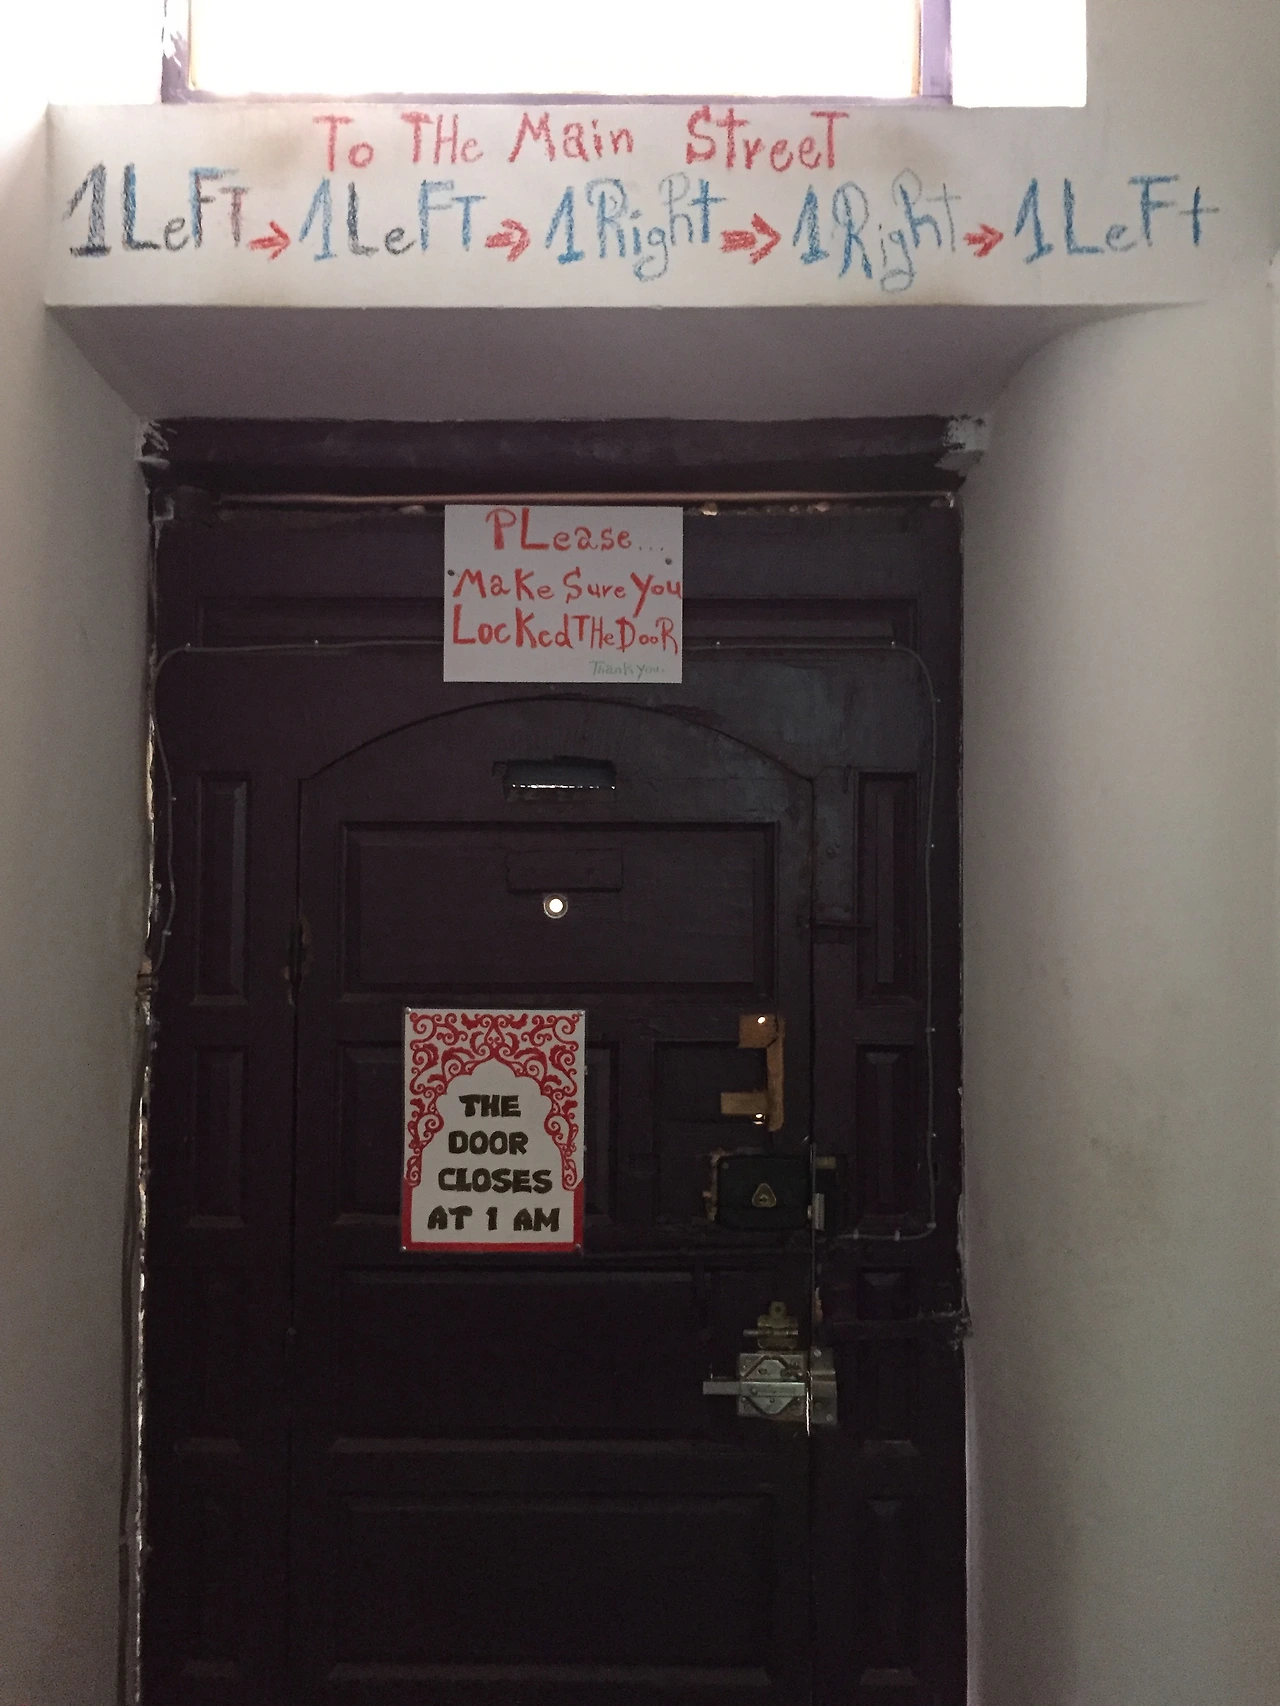 To THe Main StreeT
1LeFT → 1LeFT → 1Right → 1Right → 1LeFt
PLease...
Make Sure You
Locked THe DooR
Thank you.
THE
DOOR
CLOSES
AT 1 AM